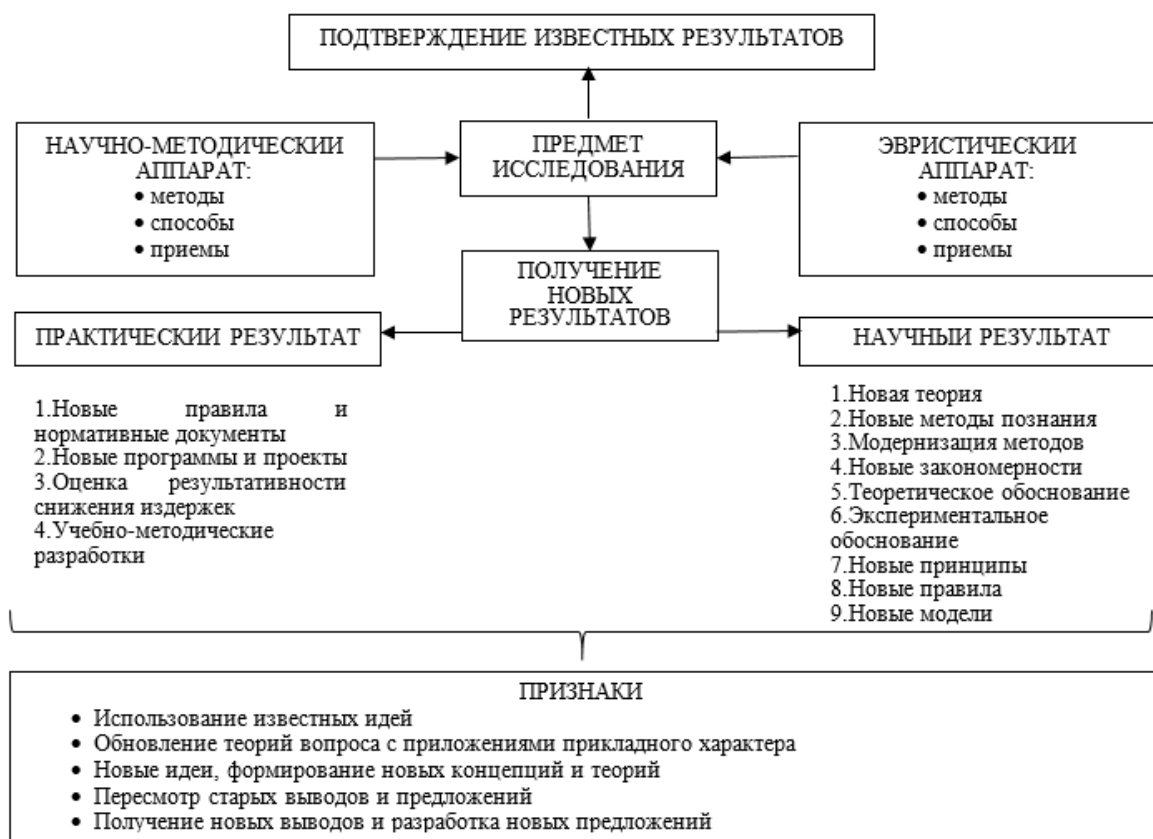 ПОДТВЕРЖДЕНИЕ ИЗВЕСТНЫХ РЕЗУЛЬТАТОВ
НАУЧНО-МЕТОДИЧЕСКИЙ
АППАРАТ:
• методы
• способы
• приемы
ПРЕДМЕТ
ИССЛЕДОВАНИЯ
ЭВРИСТИЧЕСКИЙ
АППАРАТ:
• методы
• способы
• приемы
ПОЛУЧЕНИЕ
НОВЫХ
РЕЗУЛЬТАТОВ
ПРАКТИЧЕСКИЙ РЕЗУЛЬТАТ
НАУЧНЫЙ РЕЗУЛЬТАТ
1.Новые правила и
нормативные документы
2.Новые программы и проекты
3.Оценка результативности
снижения издержек
4.Учебно-методические
разработки
1.Новая теория
2.Новые методы познания
3.Модернизация методов
4.Новые закономерности
5.Теоретическое обоснование
6.Экспериментальное
обоснование
7.Новые принципы
8.Новые правила
9.Новые модели
ПРИЗНАКИ
• Использование известных идей
• Обновление теорий вопроса с приложениями прикладного характера
• Новые идеи, формирование новых концепций и теорий
• Пересмотр старых выводов и предложений
• Получение новых выводов и разработка новых предложений